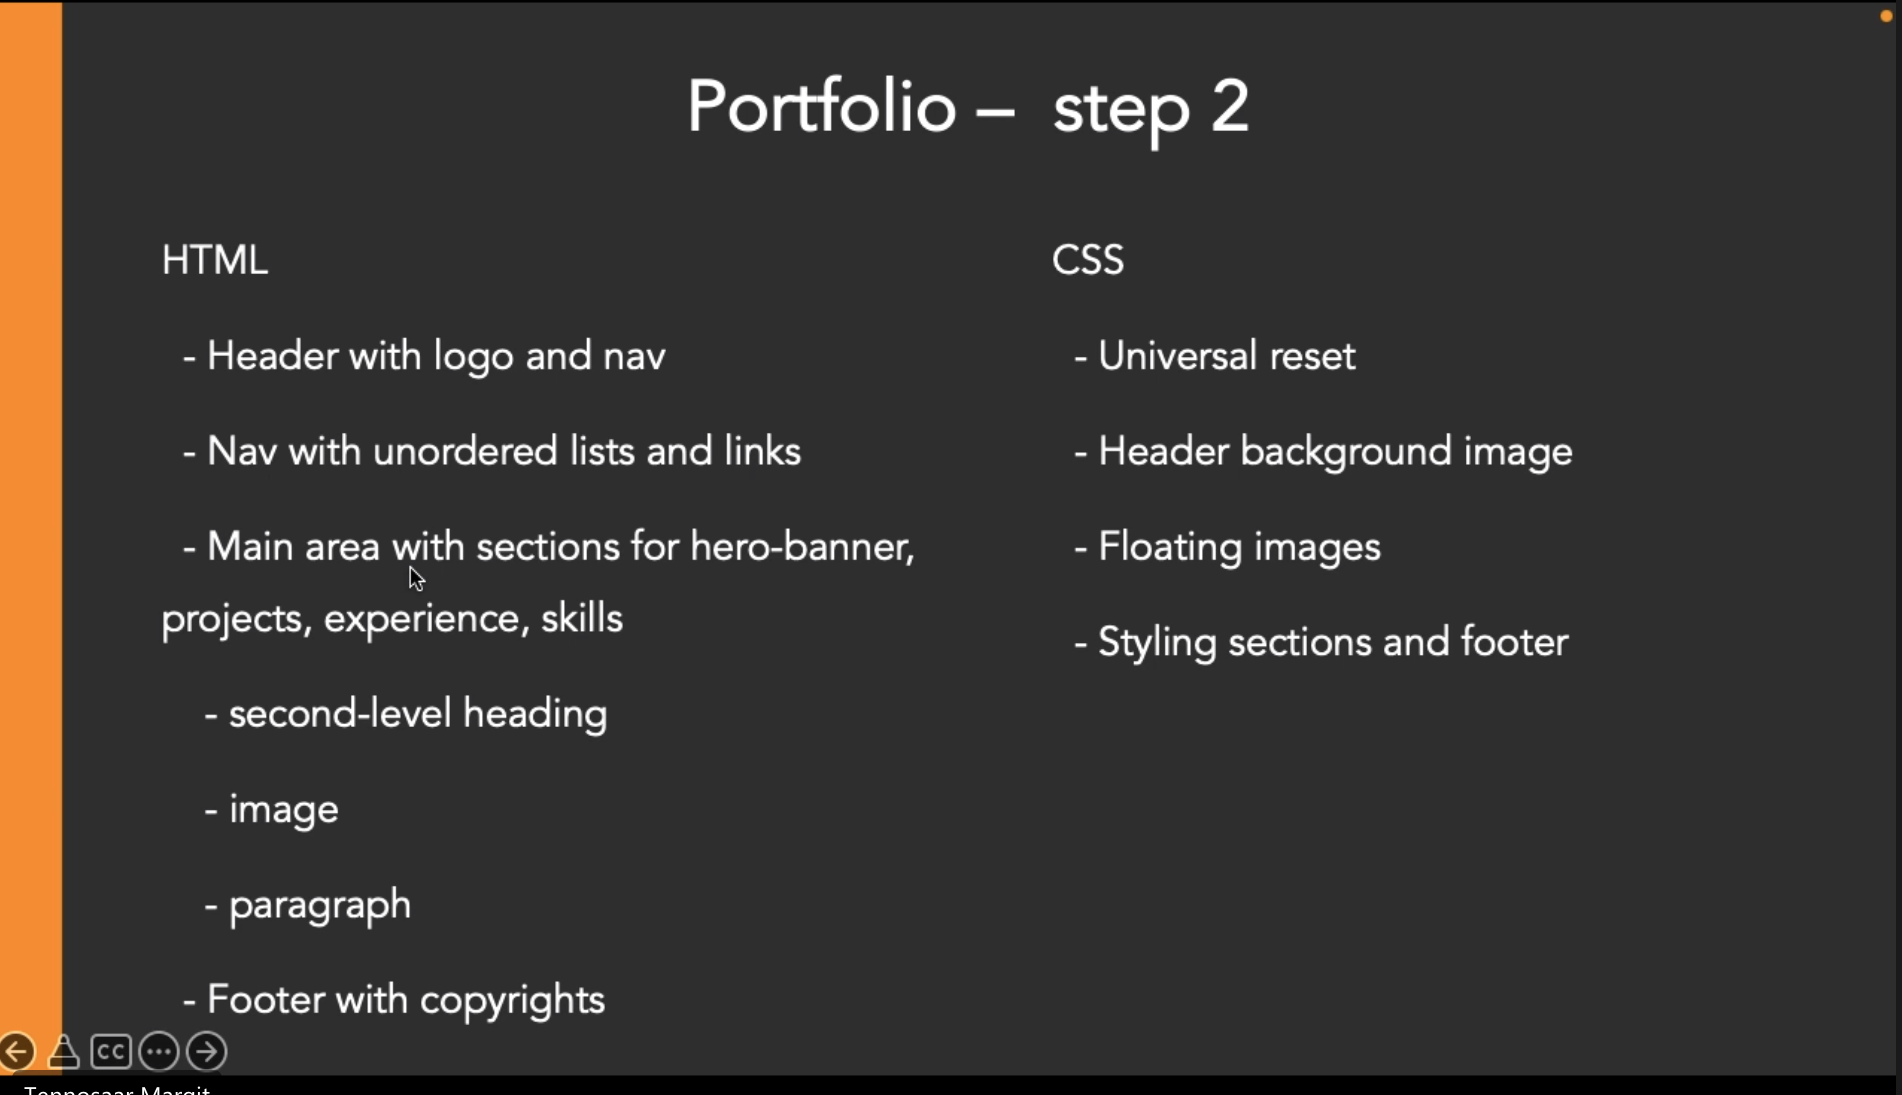 Portfolio – step 2
HTML
- Header with logo and nav
- Nav with unordered lists and links
- Main area with sections for hero-banner,
projects, experience, skills
- second-level heading
- image
- paragraph
- Footer with copyrights
CSS
- Universal reset
- Header background image
- Floating images
- Styling sections and footer
CC
Margit